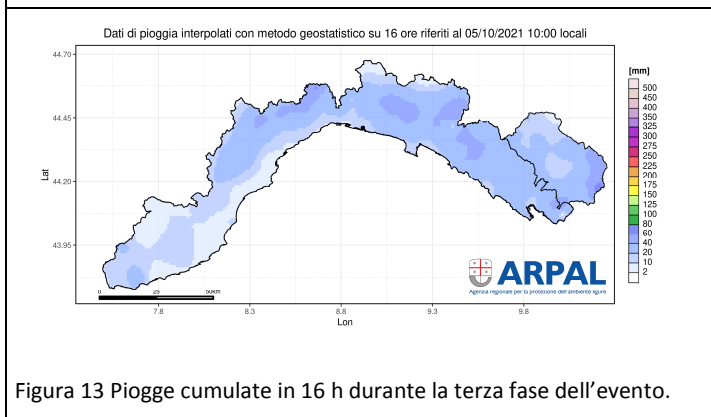 Dati di pioggia interpolati con metodo geostatistico su 16 ore riferiti al 05/10/2021 10:00 locali
44.70
44.45
44.20
43.95
Lat
[mm]
500
450
400
350
325
300
275
250
225
200
175
150
125
100
80
60
40
20
10
2
ARPAL
Agenzia regionale per la protezione dell'ambiente ligure
0 25 50km
7.8 8.3 8.8 9.3 9.8
Lon
Figura 13 Piogge cumulate in 16 h durante la terza fase dell’evento.